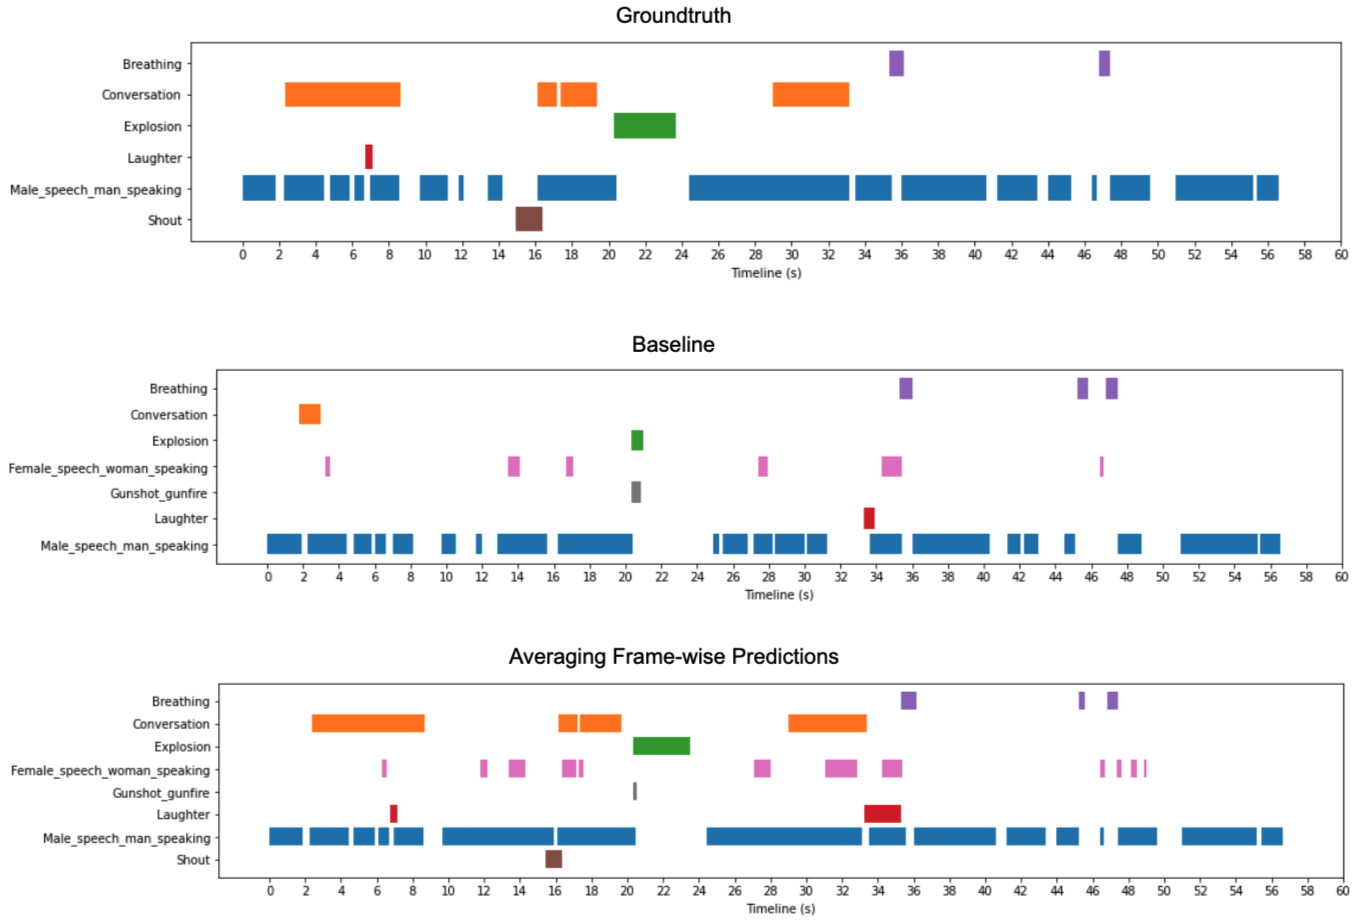 Groundtruth
Breathing
Conversation
Explosion
Laughter
Male_speech_man_speaking
Shout
0 2 4 6 8 10 12 14 16 18 20 22 24 26 28 30 32 34 36 38 40 42 44 46 48 50 52 54 56 58 60
Timeline (s)
Baseline
Breathing
Conversation
Explosion
Female_speech_woman_speaking
Gunshot_gunfire
Laughter
Male_speech_man_speaking
0 2 4 6 8 10 12 14 16 18 20 22 24 26 28 30 32 34 36 38 40 42 44 46 48 50 52 54 56 58 60
Timeline (s)
Averaging Frame-wise Predictions
Breathing
Conversation
Explosion
Female_speech_woman_speaking
Gunshot_gunfire
Laughter
Male_speech_man_speaking
Shout
0 2 4 6 8 10 12 14 16 18 20 22 24 26 28 30 32 34 36 38 40 42 44 46 48 50 52 54 56 58 60
Timeline (s)